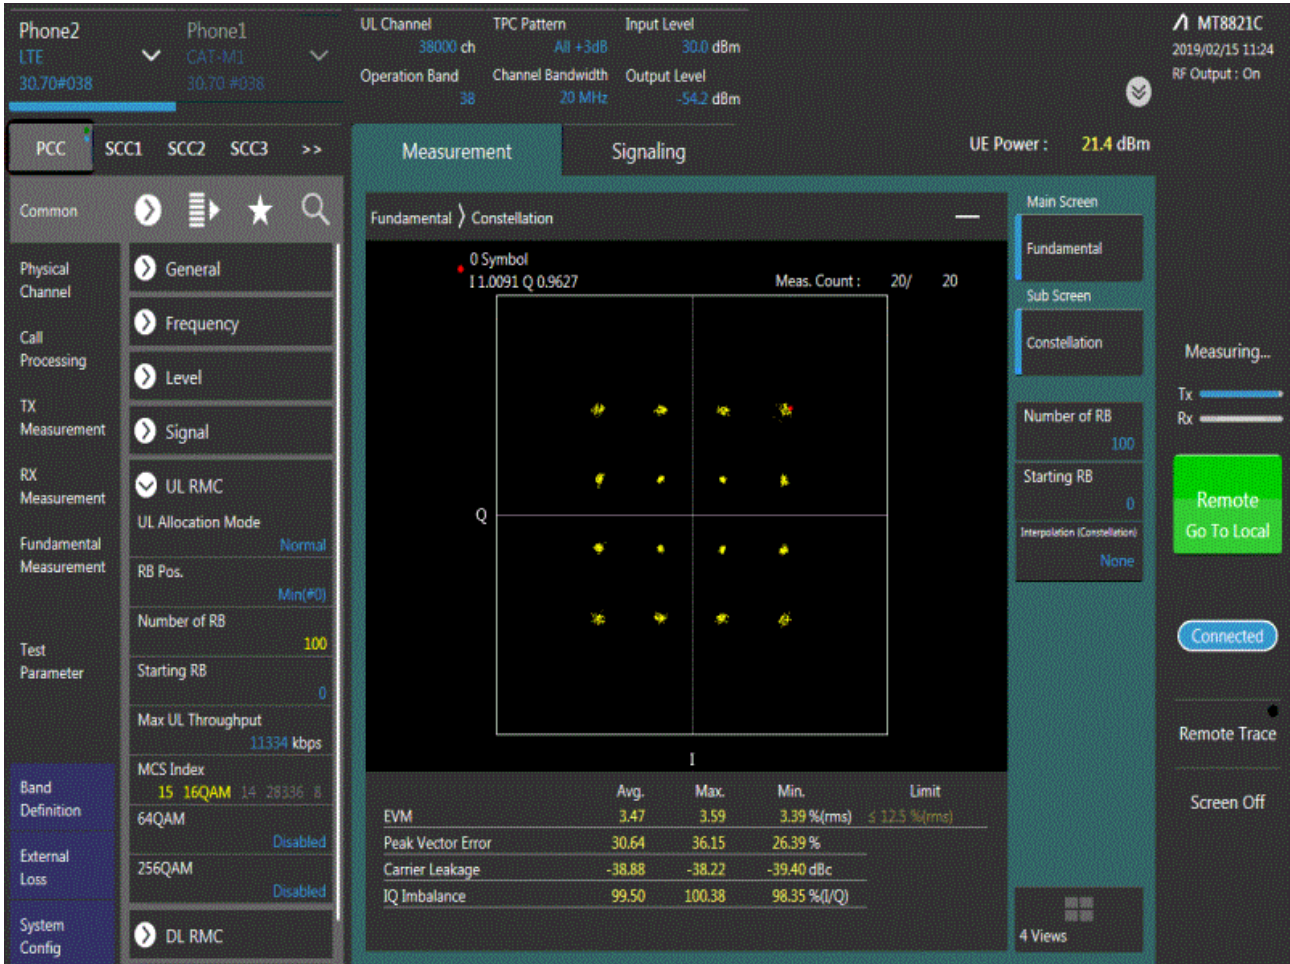 Phone2
LTE
30.70#038
Phone1
CAT-M1
30.70 #038
UL Channel
38000 ch
TPC Pattern
All +3dB
Input Level
30.0 dBm
Operation Band
38
Channel Bandwidth
20 MHz
Output Level
-54.2 dBm
MT8821C
2019/02/15 11:24
RF Output : On
PCC SCC1 SCC2 SCC3 >>
Measurement
Signaling
UE Power : 21.4 dBm
Common
Physical
Channel
Call
Processing
TX
Measurement
RX
Measurement
Fundamental
Measurement
Test
Parameter
Band
Definition
External
Loss
System
Config
General
Frequency
Level
Signal
UL RMC
UL Allocation Mode
Normal
RB Pos.
Min(#0)
Number of RB
100
Starting RB
0
Max UL Throughput
11334 kbps
MCS Index
15 16QAM 14 28336 8
64QAM
Disabled
256QAM
Disabled
DL RMC
Fundamental 〉 Constellation
0 Symbol
I 1.0091 Q 0.9627
Meas. Count : 20/ 20
Q
I
Avg. Max. Min. Limit
EVM 3.47 3.59 3.39 %(rms) ≤ 12.5 %(rms)
Peak Vector Error 30.64 36.15 26.39 %
Carrier Leakage -38.88 -38.22 -39.40 dBc
IQ Imbalance 99.50 100.38 98.35 %(I/Q)
Main Screen
Fundamental
Sub Screen
Constellation
Number of RB
100
Starting RB
0
Interpolation (Constellation)
None
4 Views
Measuring...
Tx
Rx
Remote
Go To Local
Connected
Remote Trace
Screen Off